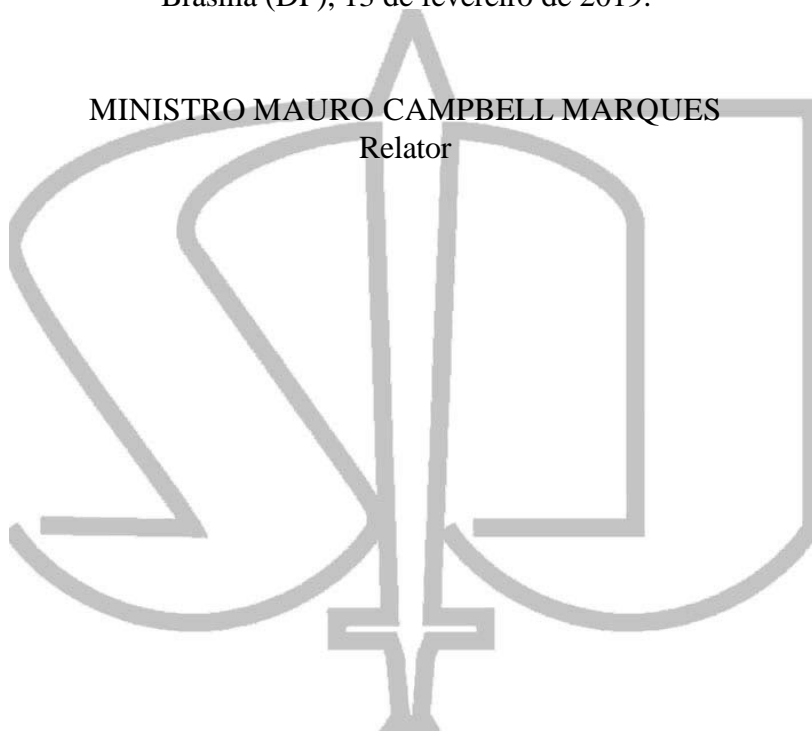 Brasília (DF), 13 de fevereiro de 2019.
MINISTRO MAURO CAMPBELL MARQUES
Relator